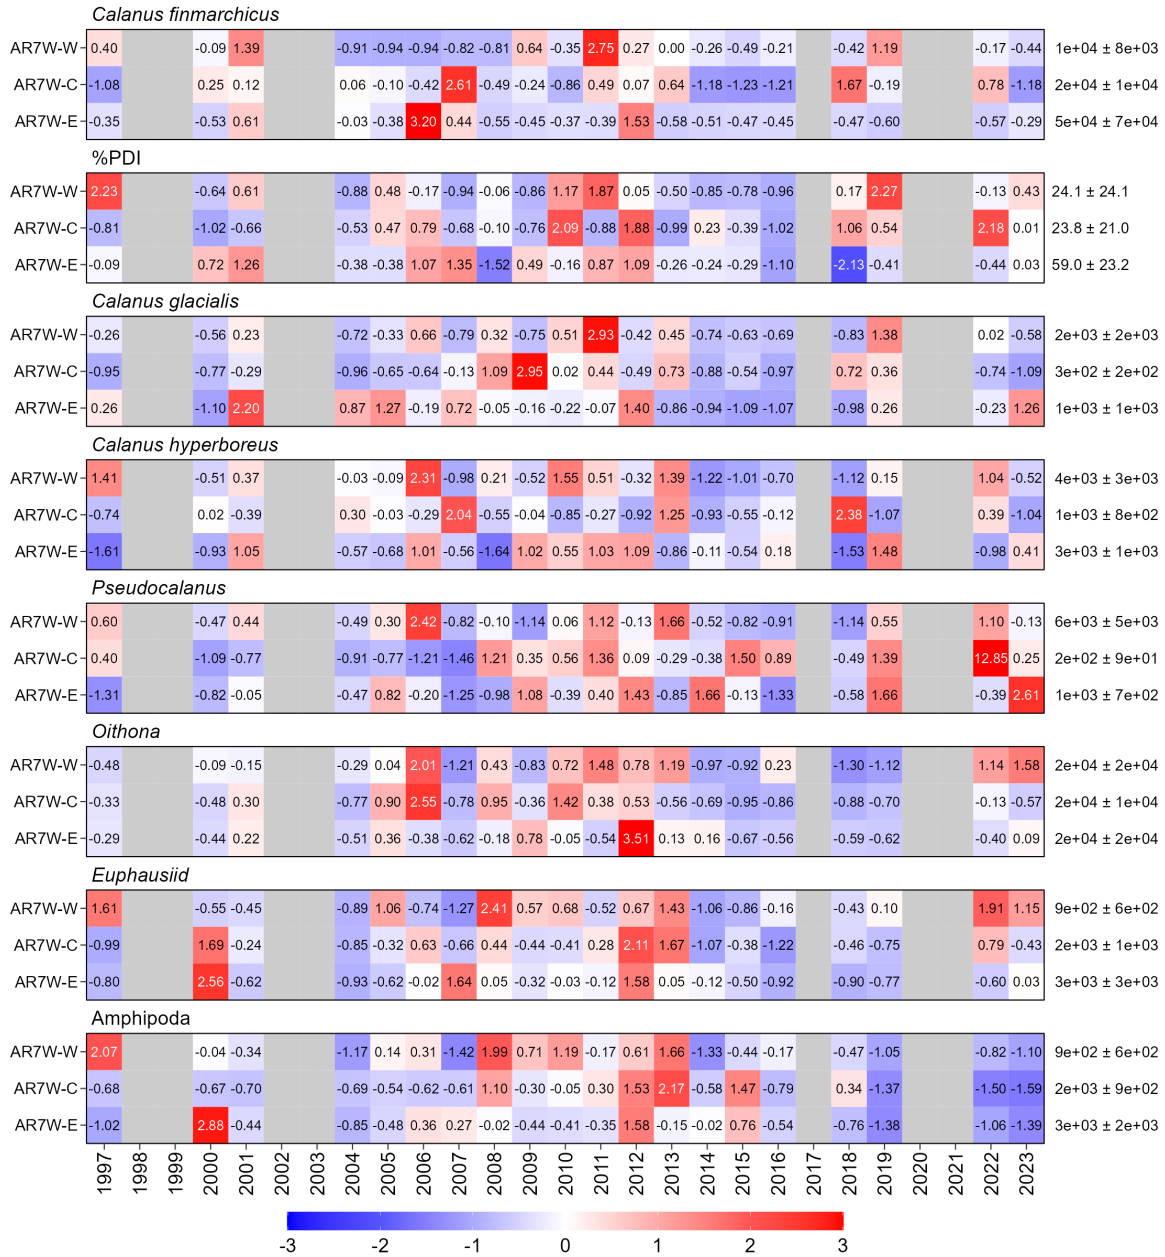 Calanus finmarchicus
AR7W-W 0.40 -0.09 1.39 -0.91 -0.94 -0.94 -0.82 -0.81 0.64 -0.35 2.75 0.27 0.00 -0.26 -0.49 -0.21 -0.42 1.19 -0.17 -0.44 1e+04 ± 8e+03
AR7W-C -1.08 0.25 0.12 0.06 -0.10 -0.42 2.61 -0.49 -0.24 -0.86 0.49 0.07 0.64 -1.18 -1.23 -1.21 1.67 -0.19 0.78 -1.18 2e+04 ± 1e+04
AR7W-E -0.35 -0.53 0.61 -0.03 -0.38 3.20 0.44 -0.55 -0.45 -0.37 -0.39 1.53 -0.58 -0.51 -0.47 -0.45 -0.47 -0.60 -0.57 -0.29 5e+04 ± 7e+04
%PDI
AR7W-W 2.23 -0.64 0.61 -0.88 0.48 -0.17 -0.94 -0.06 -0.86 1.17 1.87 0.05 -0.50 -0.85 -0.78 -0.96 0.17 2.27 -0.13 0.43 24.1 ± 24.1
AR7W-C -0.81 -1.02 -0.66 -0.53 0.47 0.79 -0.68 -0.10 -0.76 2.09 -0.88 1.88 -0.99 0.23 -0.39 -1.02 1.06 0.54 2.18 0.01 23.8 ± 21.0
AR7W-E -0.09 0.72 1.26 -0.38 -0.38 1.07 1.35 -1.52 0.49 -0.16 0.87 1.09 -0.26 -0.24 -0.29 -1.10 -2.13 -0.41 -0.44 0.03 59.0 ± 23.2
Calanus glacialis
AR7W-W -0.26 -0.56 0.23 -0.72 -0.33 0.66 -0.79 0.32 -0.75 0.51 2.93 -0.42 0.45 -0.74 -0.63 -0.69 -0.83 1.38 0.02 -0.58 2e+03 ± 2e+03
AR7W-C -0.95 -0.77 -0.29 -0.96 -0.65 -0.64 -0.13 1.09 2.95 0.02 0.44 -0.49 0.73 -0.88 -0.54 -0.97 0.72 0.36 -0.74 -1.09 3e+02 ± 2e+02
AR7W-E 0.26 -1.10 2.20 0.87 1.27 -0.19 0.72 -0.05 -0.16 -0.22 -0.07 1.40 -0.86 -0.94 -1.09 -1.07 -0.98 0.26 -0.23 1.26 1e+03 ± 1e+03
Calanus hyperboreus
AR7W-W 1.41 -0.51 0.37 -0.03 -0.09 2.31 -0.98 0.21 -0.52 1.55 0.51 -0.32 1.39 -1.22 -1.01 -0.70 -1.12 0.15 1.04 -0.52 4e+03 ± 3e+03
AR7W-C -0.74 0.02 -0.39 0.30 -0.03 -0.29 2.04 -0.55 -0.04 -0.85 -0.27 -0.92 1.25 -0.93 -0.55 -0.12 2.38 -1.07 0.39 -1.04 1e+03 ± 8e+02
AR7W-E -1.61 -0.93 1.05 -0.57 -0.68 1.01 -0.56 -1.64 1.02 0.55 1.03 1.09 -0.86 -0.11 -0.54 0.18 -1.53 1.48 -0.98 0.41 3e+03 ± 1e+03
Pseudocalanus
AR7W-W 0.60 -0.47 0.44 -0.49 0.30 2.42 -0.82 -0.10 -1.14 0.06 1.12 -0.13 1.66 -0.52 -0.82 -0.91 -1.14 0.55 1.10 -0.13 6e+03 ± 5e+03
AR7W-C 0.40 -1.09 -0.77 -0.91 -0.77 -1.21 -1.46 1.21 0.35 0.56 1.36 0.09 -0.29 -0.38 1.50 0.89 -0.49 1.39 12.85 0.25 2e+02 ± 9e+01
AR7W-E -1.31 -0.82 -0.05 -0.47 0.82 -0.20 -1.25 -0.98 1.08 -0.39 0.40 1.43 -0.85 1.66 -0.13 -1.33 -0.58 1.66 -0.39 2.61 1e+03 ± 7e+02
Oithona
AR7W-W -0.48 -0.09 -0.15 -0.29 0.04 2.01 -1.21 0.43 -0.83 0.72 1.48 0.78 1.19 -0.97 -0.92 0.23 -1.30 -1.12 1.14 1.58 2e+04 ± 2e+04
AR7W-C -0.33 -0.48 0.30 -0.77 0.90 2.55 -0.78 0.95 -0.36 1.42 0.38 0.53 -0.56 -0.69 -0.95 -0.86 -0.88 -0.70 -0.13 -0.57 2e+04 ± 1e+04
AR7W-E -0.29 -0.44 0.22 -0.51 0.36 -0.38 -0.62 -0.18 0.78 -0.05 -0.54 3.51 0.13 0.16 -0.67 -0.56 -0.59 -0.62 -0.40 0.09 2e+04 ± 2e+04
Euphausiid
AR7W-W 1.61 -0.55 -0.45 -0.89 1.06 -0.74 -1.27 2.41 0.57 0.68 -0.52 0.67 1.43 -1.06 -0.86 -0.16 -0.43 0.10 1.91 1.15 9e+02 ± 6e+02
AR7W-C -0.99 1.69 -0.24 -0.85 -0.32 0.63 -0.66 0.44 -0.44 -0.41 0.28 2.11 1.67 -1.07 -0.38 -1.22 -0.46 -0.75 0.79 -0.43 2e+03 ± 1e+03
AR7W-E -0.80 2.56 -0.62 -0.93 -0.62 -0.02 1.64 0.05 -0.32 -0.03 -0.12 1.58 0.05 -0.12 -0.50 -0.92 -0.90 -0.77 -0.60 0.03 3e+03 ± 3e+03
Amphipoda
AR7W-W 2.07 -0.04 -0.34 -1.17 0.14 0.31 -1.42 1.99 0.71 1.19 -0.17 0.61 1.66 -1.33 -0.44 -0.17 -0.47 -1.05 -0.82 -1.10 9e+02 ± 6e+02
AR7W-C -0.68 -0.67 -0.70 -0.69 -0.54 -0.62 -0.61 1.10 -0.30 -0.05 0.30 1.53 2.17 -0.58 1.47 -0.79 0.34 -1.37 -1.50 -1.59 2e+03 ± 9e+02
AR7W-E -1.02 2.88 -0.44 -0.85 -0.48 0.36 0.27 -0.02 -0.44 -0.41 -0.35 1.58 -0.15 -0.02 0.76 -0.54 -0.76 -1.38 -1.06 -1.39 3e+03 ± 2e+03
1997 1998 1999 2000 2001 2002 2003 2004 2005 2006 2007 2008 2009 2010 2011 2012 2013 2014 2015 2016 2017 2018 2019 2020 2021 2022 2023
-3 -2 -1 0 1 2 3